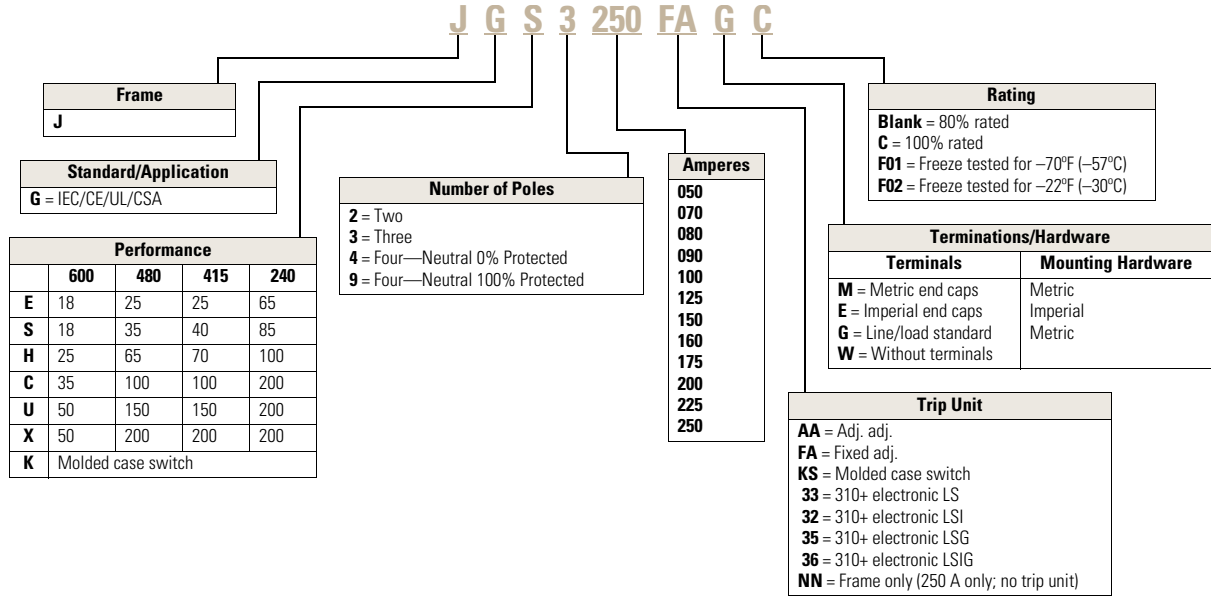 J G S 3 250 FA G C
Frame
J
Standard/Application
G = IEC/CE/UL/CSA
Performance
600 480 415 240
E 18 25 25 65
S 18 35 40 85
H 25 65 70 100
C 35 100 100 200
U 50 150 150 200
X 50 200 200 200
K Molded case switch
Number of Poles
2 = Two
3 = Three
4 = Four—Neutral 0% Protected
9 = Four—Neutral 100% Protected
Amperes
050
070
080
090
100
125
150
160
175
200
225
250
Rating
Blank = 80% rated
C = 100% rated
F01 = Freeze tested for –70ºF (–57ºC)
F02 = Freeze tested for –22ºF (–30ºC)
Terminations/Hardware
Terminals Mounting Hardware
M = Metric end caps Metric
E = Imperial end caps Imperial
G = Line/load standard Metric
W = Without terminals
Trip Unit
AA = Adj. adj.
FA = Fixed adj.
KS = Molded case switch
33 = 310+ electronic LS
32 = 310+ electronic LSI
35 = 310+ electronic LSG
36 = 310+ electronic LSIG
NN = Frame only (250 A only; no trip unit)